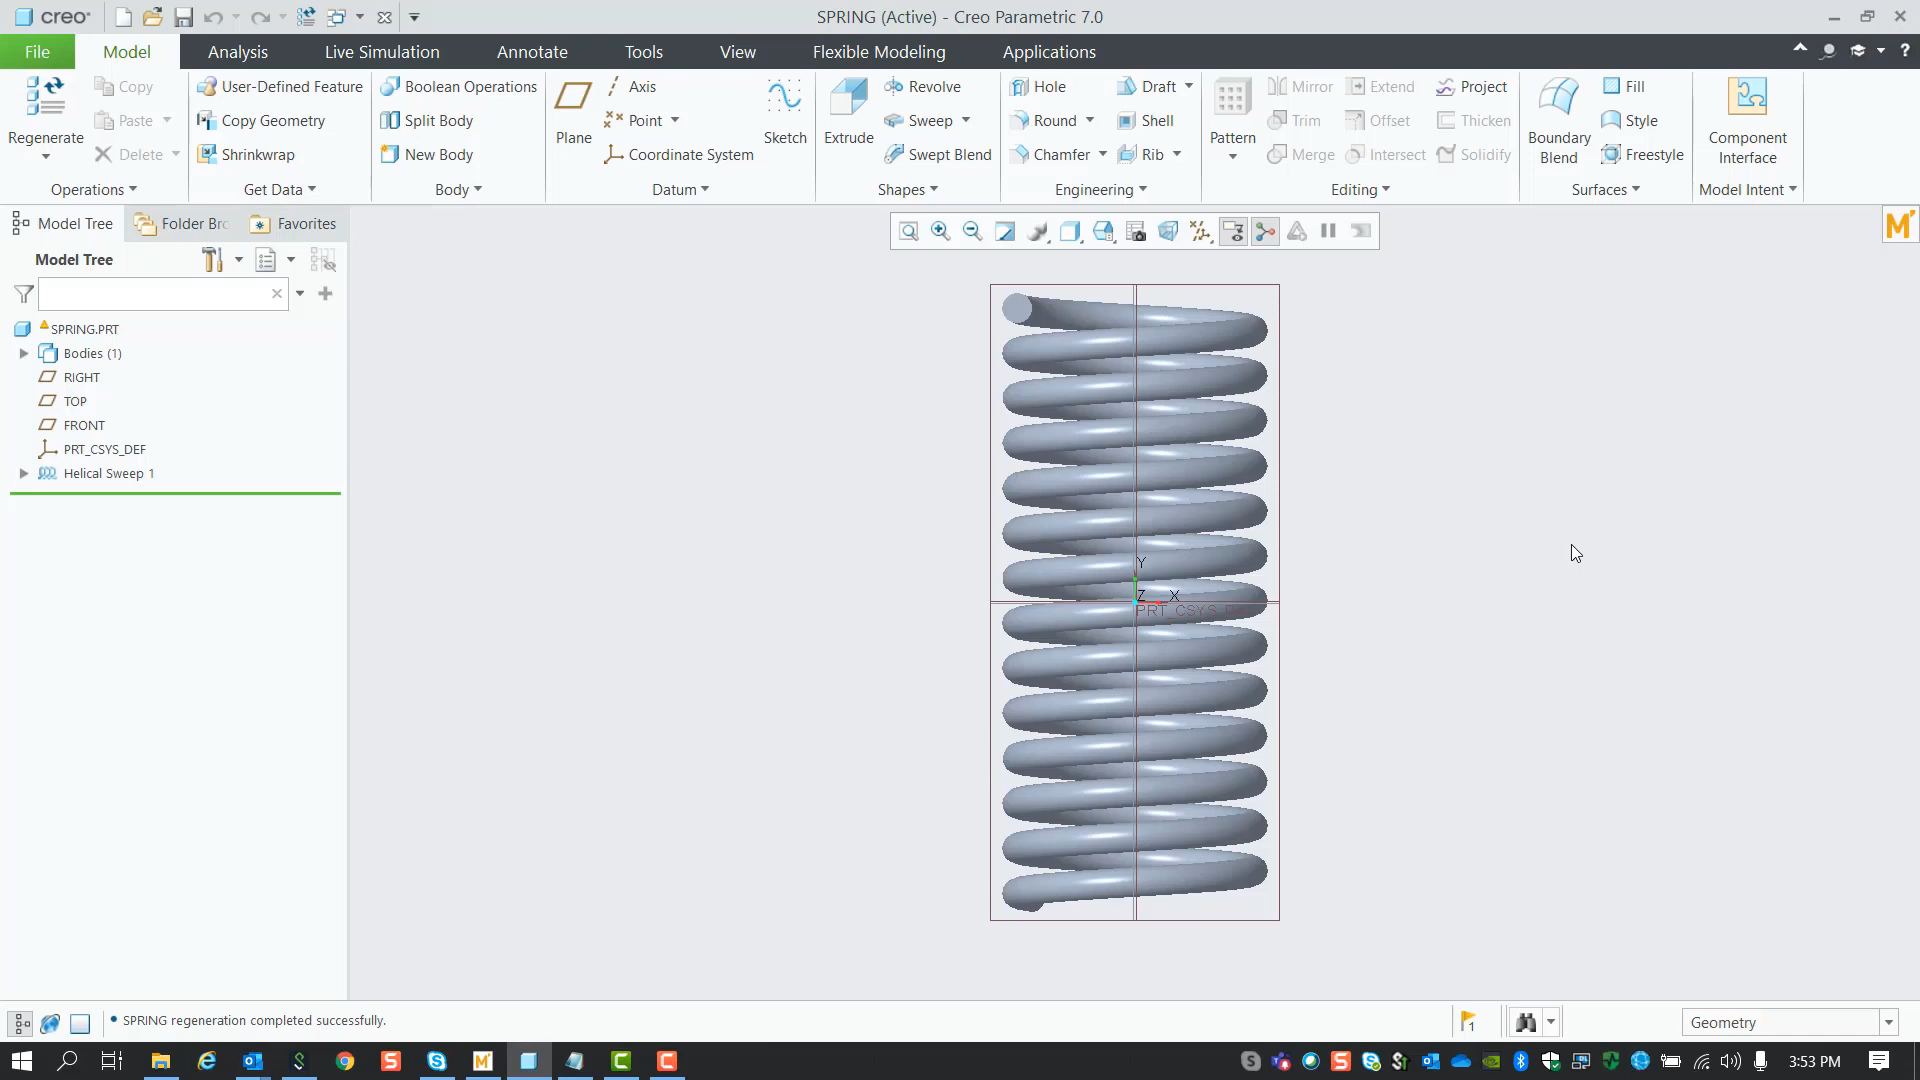 creo
SPRING (Active) - Creo Parametric 7.0
File Model Analysis Live Simulation Annotate Tools View Flexible Modeling Applications
Regenerate
Copy
Paste
Delete
Operations
User-Defined Feature
Copy Geometry
Shrinkwrap
Get Data
Boolean Operations
Split Body
New Body
Body
Plane
Axis
Point
Coordinate System
Sketch
Datum
Extrude
Revolve
Sweep
Swept Blend
Shapes
Hole
Round
Chamfer
Draft
Shell
Rib
Engineering
Pattern
Mirror
Trim
Merge
Extend
Offset
Intersect
Project
Thicken
Solidify
Editing
Boundary
Blend
Fill
Style
Freestyle
Surfaces
Component
Interface
Model Intent
Model Tree Folder Br Favorites
Model Tree
SPRING.PRT
Bodies (1)
RIGHT
TOP
FRONT
PRT_CSYS_DEF
Helical Sweep 1
M
Y
Z X
PRT_CSYS_D
SPRING regeneration completed successfully.
1
Geometry
3:53 PM